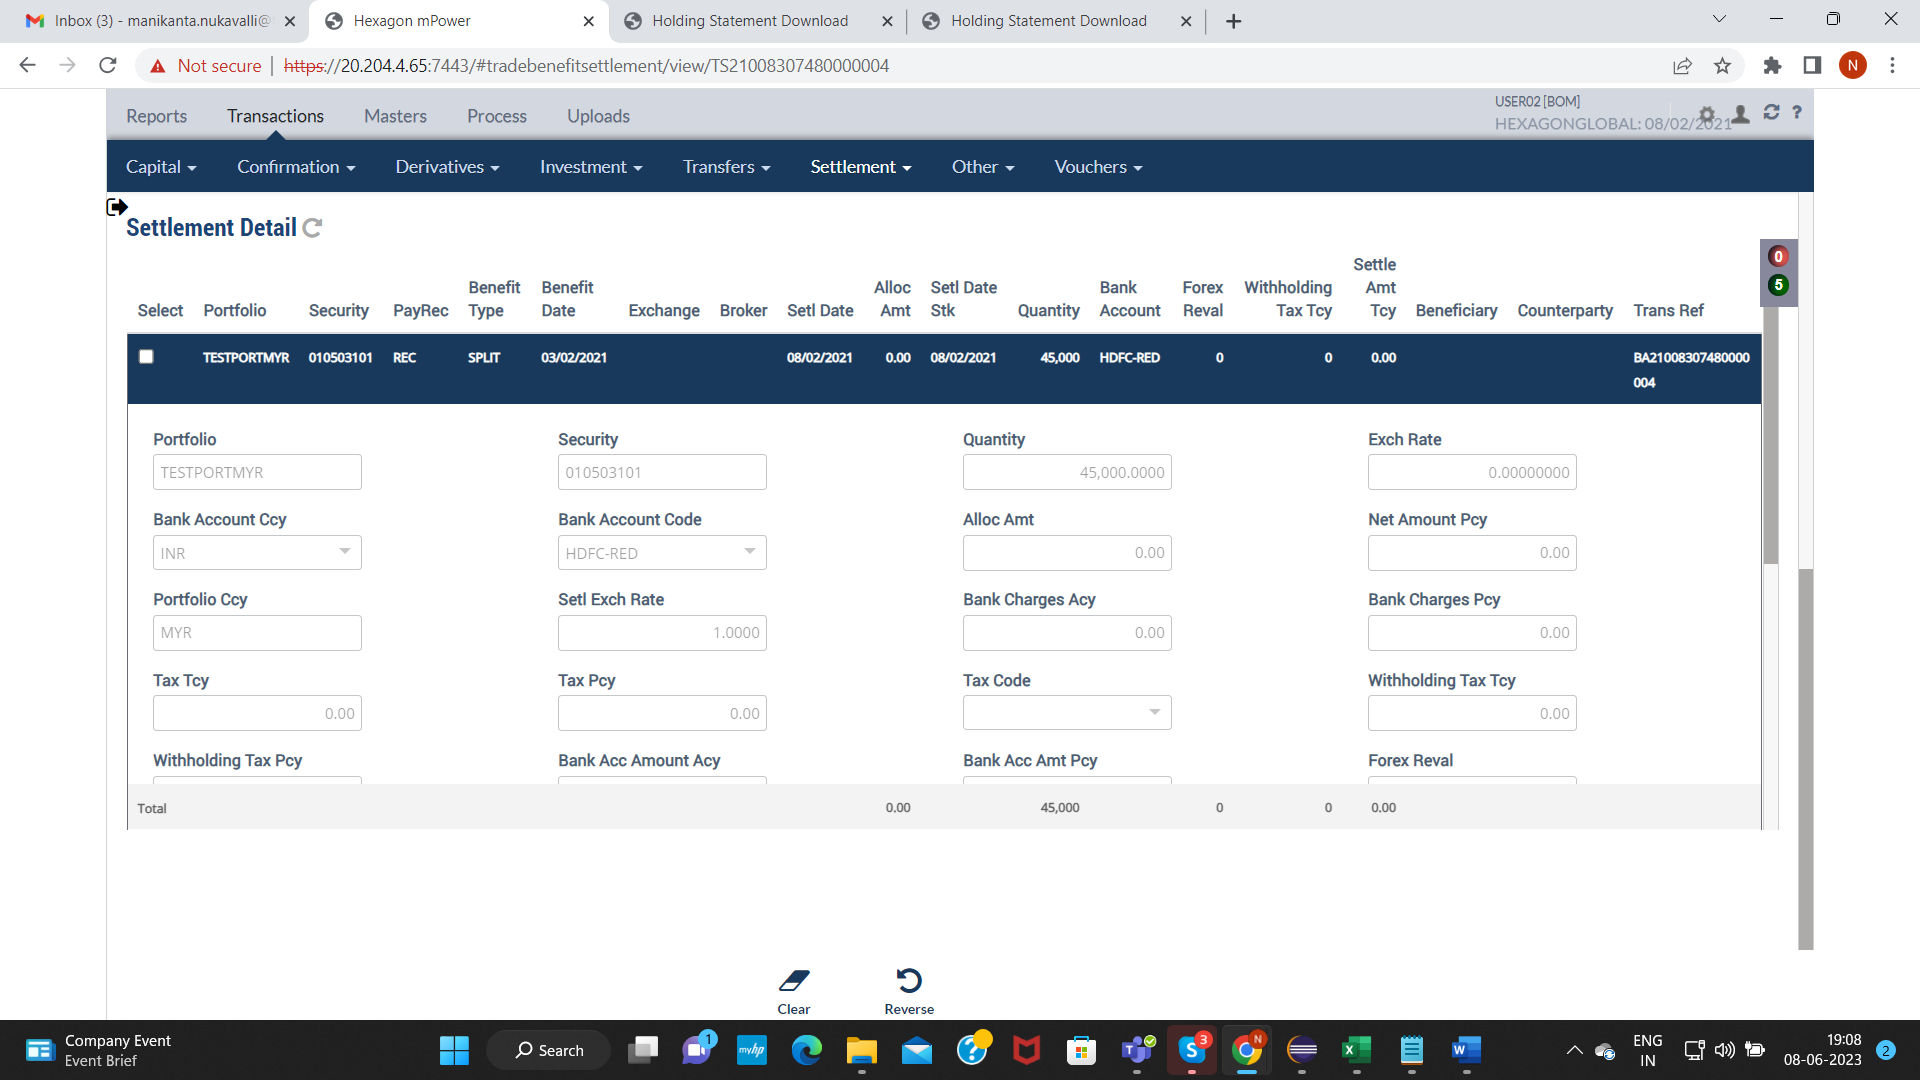 Inbox (3) - manikanta.nukavalli@
Hexagon mPower
Holding Statement Download
Holding Statement Download
Not secure | https://20.204.4.65:7443/#tradebenefitsettlement/view/TS21008307480000004
N
Reports Transactions Masters Process Uploads
USER02 [BOM]
HEXAGONGLOBAL: 08/02/2021
?
Capital Confirmation Derivatives Investment Transfers Settlement Other Vouchers
Settlement Detail
0
5
Select Portfolio Security PayRec Benefit Type Benefit Date Exchange Broker Setl Date Alloc Amt Setl Date Stk Quantity Bank Account Forex Reval Withholding Tax Tcy Settle Amt Tcy Beneficiary Counterparty Trans Ref
TESTPORTMYR 010503101 REC SPLIT 03/02/2021 08/02/2021 0.00 08/02/2021 45,000 HDFC-RED 0 0 0.00 BA21008307480000
004
Portfolio Security Quantity Exch Rate
TESTPORTMYR 010503101 45,000.0000 0.00000000
Bank Account Ccy Bank Account Code Alloc Amt Net Amount Pcy
INR HDFC-RED 0.00 0.00
Portfolio Ccy Setl Exch Rate Bank Charges Acy Bank Charges Pcy
MYR 1.0000 0.00 0.00
Tax Tcy Tax Pcy Tax Code Withholding Tax Tcy
0.00 0.00 0.00
Withholding Tax Pcy Bank Acc Amount Acy Bank Acc Amt Pcy Forex Reval
Total 0.00 45,000 0 0 0.00
Clear Reverse
Company Event
Event Brief
Search
1
myhp
?
T
S
3
N
X
W
ENG
IN
19:08
08-06-2023
2